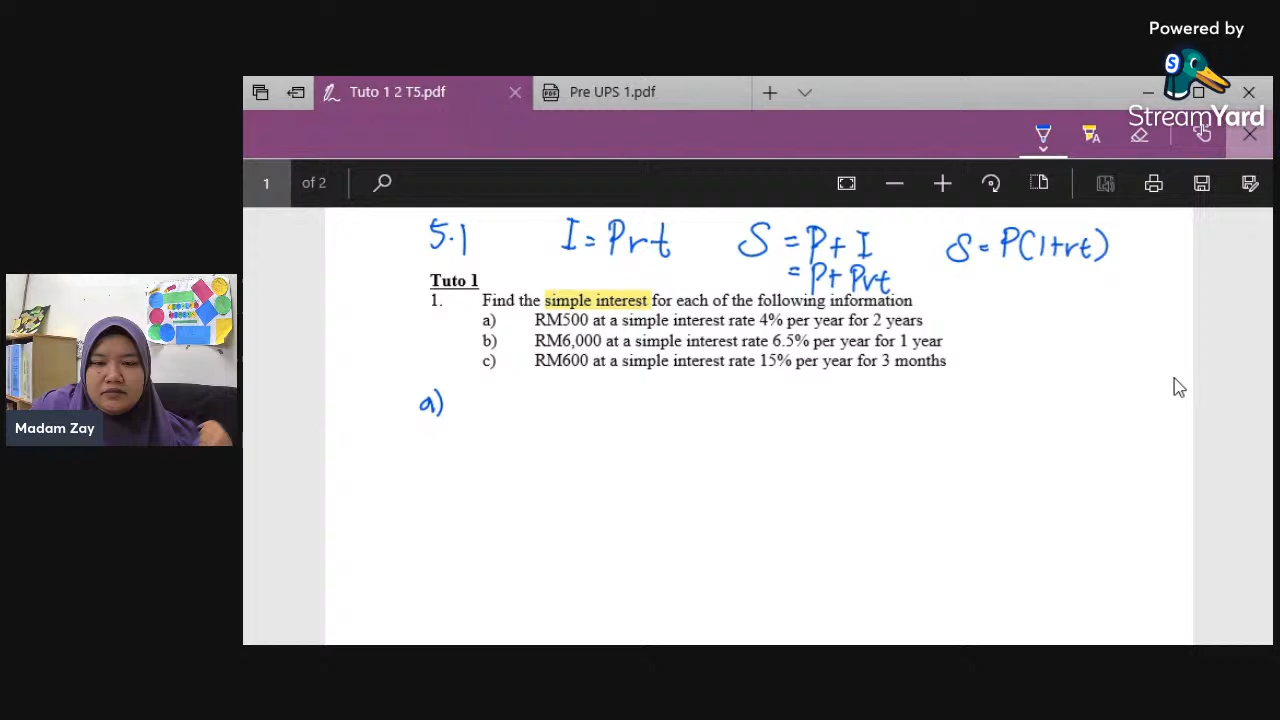 Powered by
StreamYard
Tuto 1 2 T5.pdf
Pre UPS 1.pdf
1 of 2
5.1 I = Prt S = P + I S = P(1+rt)
= P + Prt
Tuto 1
1. Find the simple interest for each of the following information
a) RM500 at a simple interest rate 4% per year for 2 years
b) RM6,000 at a simple interest rate 6.5% per year for 1 year
c) RM600 at a simple interest rate 15% per year for 3 months
a)
Madam Zay